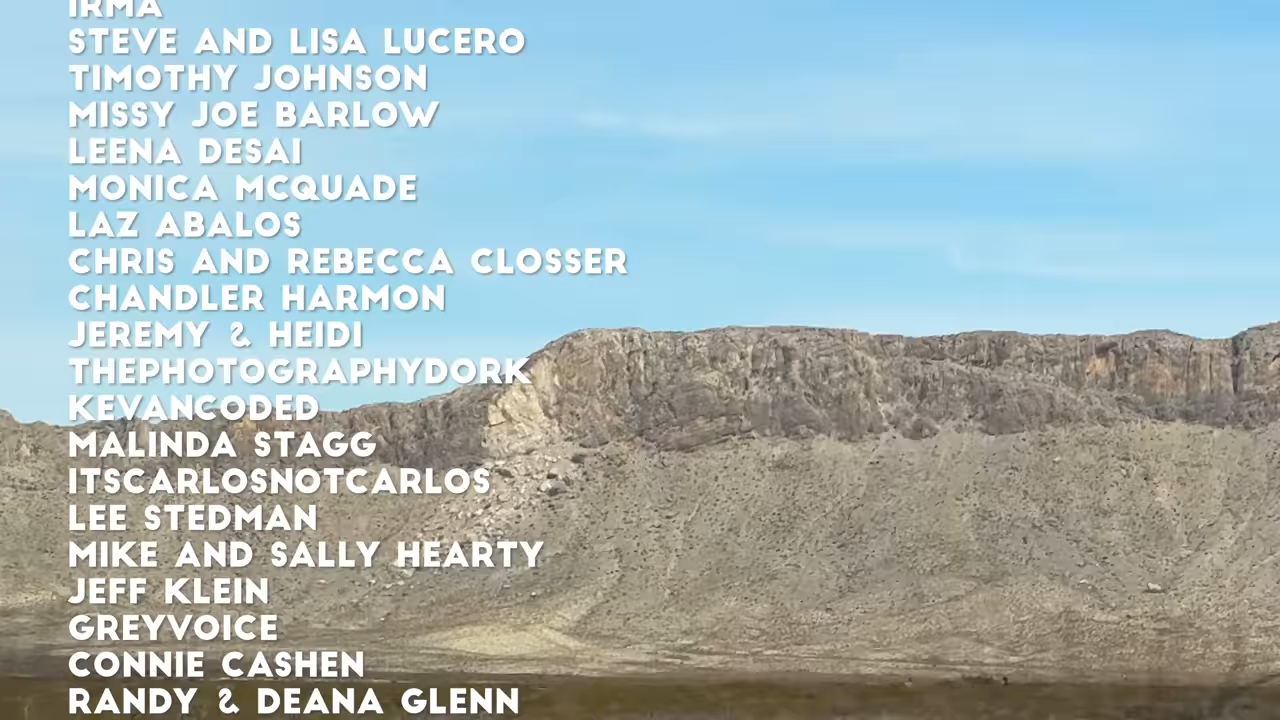 IRMA
STEVE AND LISA LUCERO
TIMOTHY JOHNSON
MISSY JOE BARLOW
LEENA DESAI
MONICA MCQUADE
LAZ ABALOS
CHRIS AND REBECCA CLOSSER
CHANDLER HARMON
JEREMY & HEIDI
THEPHOTOGRAPHYDORK
KEVANCODED
MALINDA STAGG
ITSCARLOSNOTCARLOS
LEE STEDMAN
MIKE AND SALLY HEARTY
JEFF KLEIN
GREYVOICE
CONNIE CASHEN
RANDY & DEANA GLENN